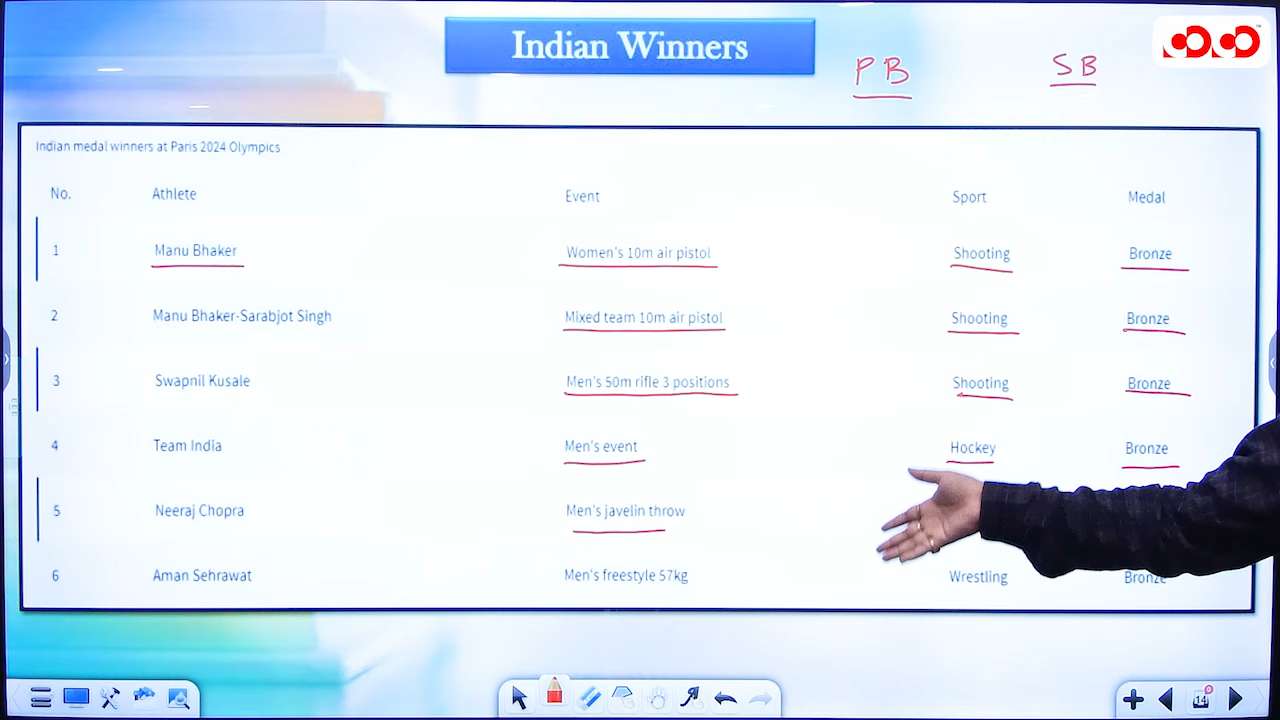 Indian Winners
PB
SB
Indian medal winners at Paris 2024 Olympics
No. Athlete Event Sport Medal
1 Manu Bhaker Women's 10m air pistol Shooting Bronze
2 Manu Bhaker-Sarabjot Singh Mixed team 10m air pistol Shooting Bronze
3 Swapnil Kusale Men's 50m rifle 3 positions Shooting Bronze
4 Team India Men's event Hockey Bronze
5 Neeraj Chopra Men's javelin throw
6 Aman Sehrawat Men's freestyle 57kg Wrestling Bronze
14